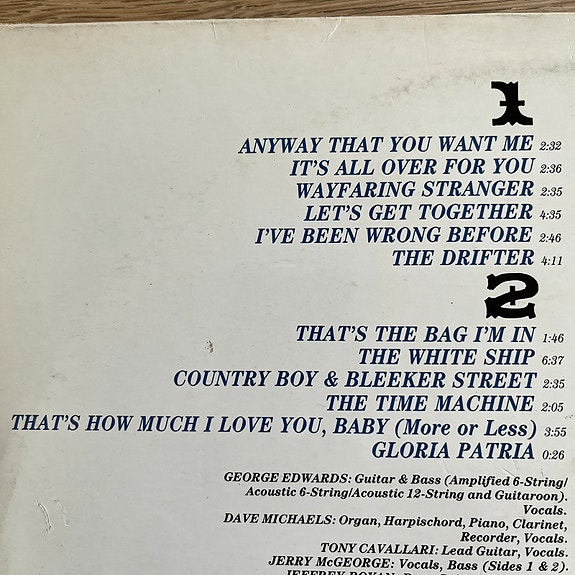 1
ANYWAY THAT YOU WANT ME 2:32
IT'S ALL OVER FOR YOU 2:36
WAYFARING STRANGER 2:35
LET'S GET TOGETHER 4:35
I'VE BEEN WRONG BEFORE 2:46
THE DRIFTER 4:11
2
THAT'S THE BAG I'M IN 1:46
THE WHITE SHIP 6:37
COUNTRY BOY & BLEEKER STREET 2:35
THE TIME MACHINE 2:05
THAT'S HOW MUCH I LOVE YOU, BABY (More or Less) 3:55
GLORIA PATRIA 0:26
GEORGE EDWARDS: Guitar & Bass (Amplified 6-String/
Acoustic 6-String/Acoustic 12-String and Guitaroon).
Vocals.
DAVE MICHAELS: Organ, Harpischord, Piano, Clarinet,
Recorder, Vocals.
TONY CAVALLARI: Lead Guitar, Vocals.
JERRY McGEORGE: Vocals, Bass (Sides 1 & 2).